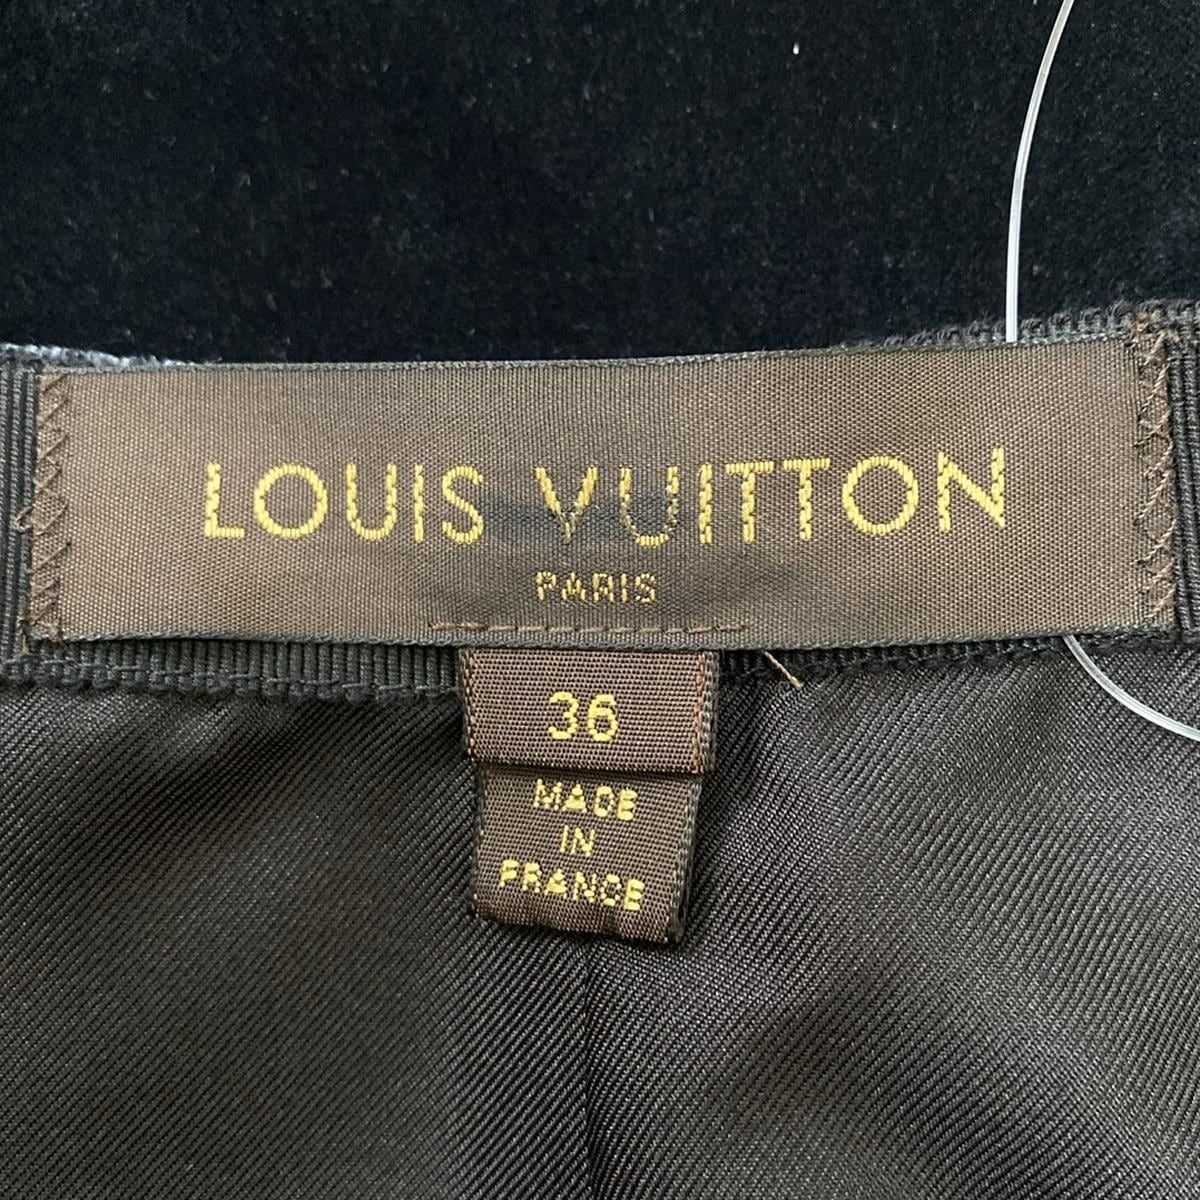 LOUIS VUITTON
PARIS
36
MADE
IN
FRANCE